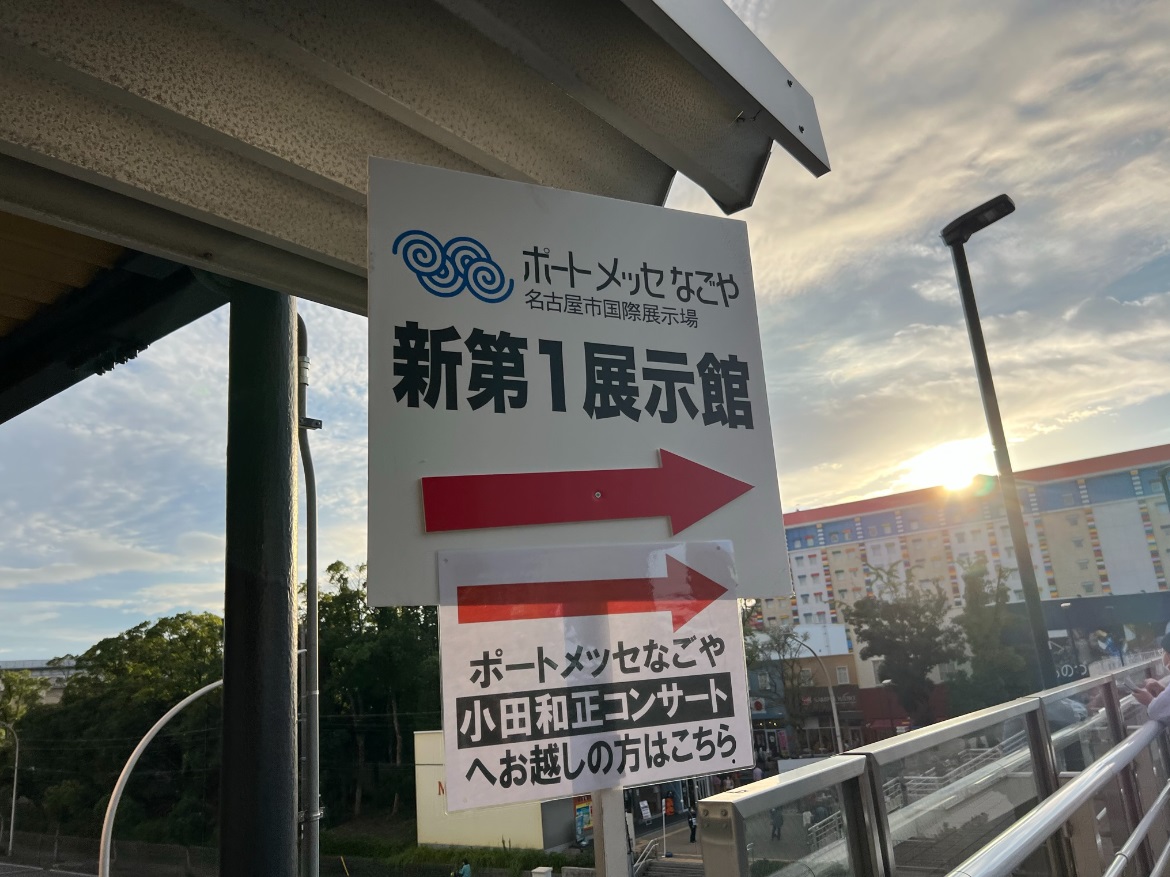 ポートメッセなごや
名古屋市国際展示場
新第1展示館
ポートメッセなごや
小田和正コンサート
へお越しの方はこちら